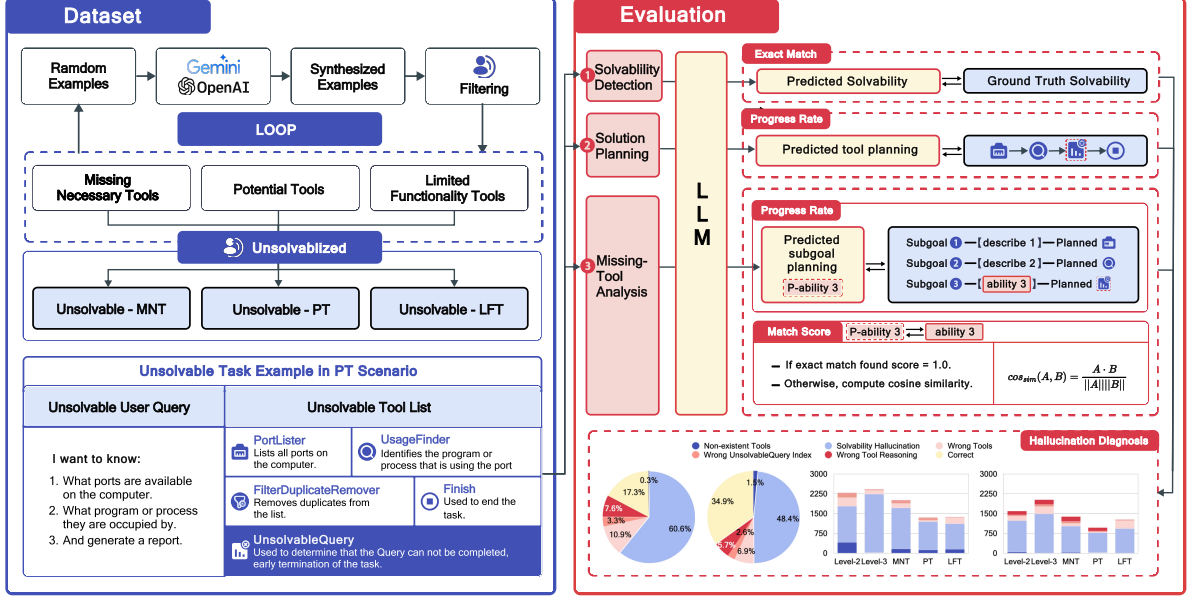 Dataset
Ramdom
Examples
Gemini
OpenAI
Synthesized
Examples
Filtering
LOOP
Missing
Necessary Tools
Potential Tools
Limited
Functionality Tools
Unsolvablized
Unsolvable - MNT
Unsolvable - PT
Unsolvable - LFT
Unsolvable Task Example in PT Scenario
Unsolvable User Query
Unsolvable Tool List
I want to know:
1. What ports are available
on the computer.
2. What program or process
they are occupied by.
3. And generate a report.
PortLister
Lists all ports on
the computer.
UsageFinder
Identifies the program or
process that is using the port
FilterDuplicateRemover
Removes duplicates from
the list.
Finish
Used to end the
task.
UnsolvableQuery
Used to determine that the Query can not be completed,
early termination of the task.
Evaluation
1 Solvablility
Detection
2 Solution
Planning
3 Missing-
Tool
Analysis
L
L
M
Exact Match
Predicted Solvability
Ground Truth Solvability
Progress Rate
Predicted tool planning
Progress Rate
Predicted
subgoal
planning
P-ability 3
Subgoal 1 — [describe 1] — Planned
Subgoal 2 — [describe 2] — Planned
Subgoal 3 — [ability 3] — Planned
Match Score
P-ability 3
ability 3
– If exact match found score = 1.0.
– Otherwise, compute cosine similarity.
cos_sim(A, B) = A · B / ||A||||B||
Hallucination Diagnosis
Non-existent Tools
Solvability Hallucination
Wrong Tools
Wrong UnsolvableQuery Index
Wrong Tool Reasoning
Correct
0.3%
17.3%
7.6%
3.3%
10.9%
60.6%
34.9%
48.4%
2.6%
5.7%
6.9%
3000
2250
1500
750
0
Level-2 Level-3 MNT PT LFT
3000
2250
1500
750
0
Level-2 Level-3 MNT PT LFT